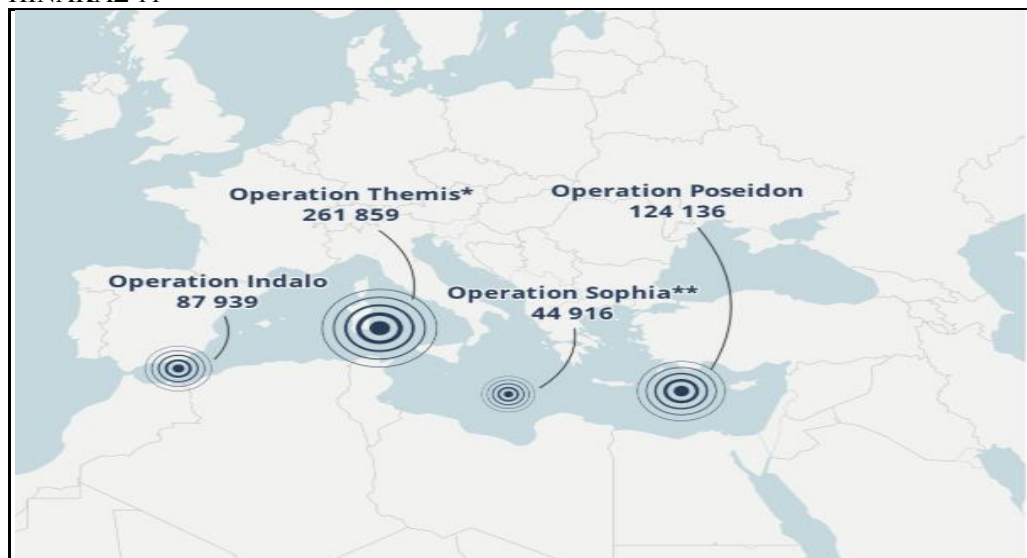 Operation Themis*
261 859
Operation Poseidon
124 136
Operation Indalo
87 939
Operation Sophia**
44 916